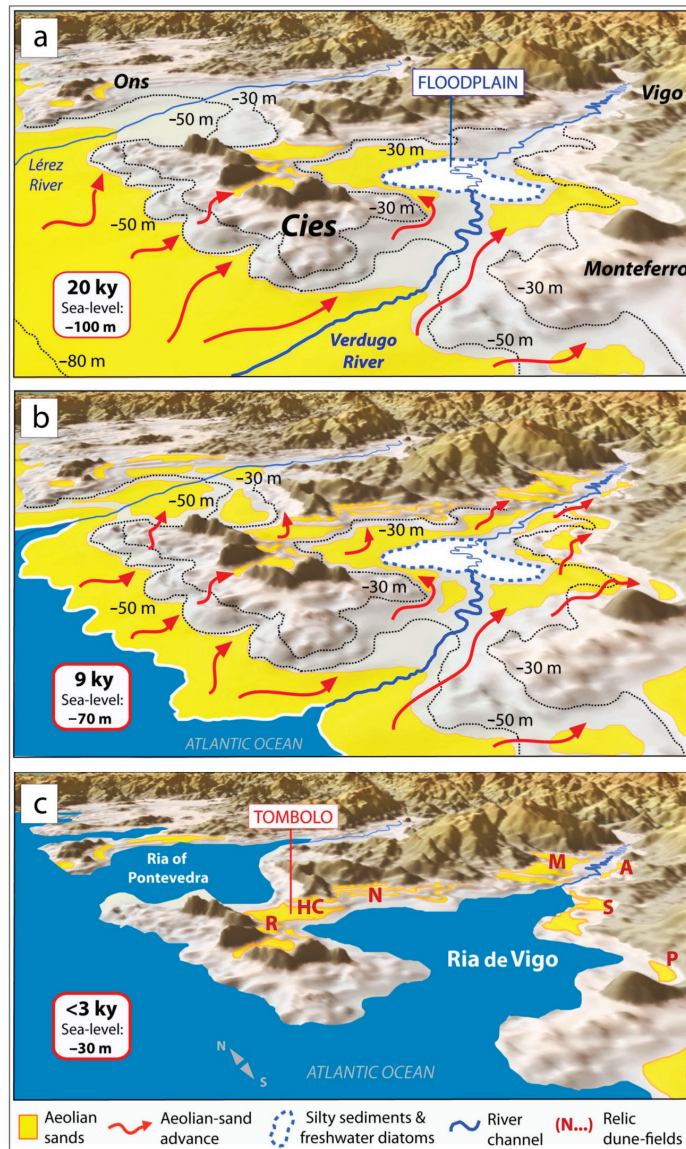 a
Ons
–30 m
–50 m
FLOODPLAIN
Vigo
Lérez
River
–30 m
–50 m
Cies
–30 m
Monteferro
20 ky
Sea-level:
–100 m
–30 m
–50 m
Verdugo
River
–80 m
b
–30 m
–50 m
–30 m
–30 m
–50 m
–30 m
9 ky
Sea-level:
–70 m
–50 m
ATLANTIC OCEAN
c
TOMBOLO
Ria of
Pontevedra
M
A
N
HC
S
R
Ria de Vigo
P
<3 ky
Sea-level:
–30 m
N
S
ATLANTIC OCEAN
Aeolian
sands
Aeolian-sand
advance
Silty sediments &
freshwater diatoms
River
channel
(N...)
Relic
dune-fields